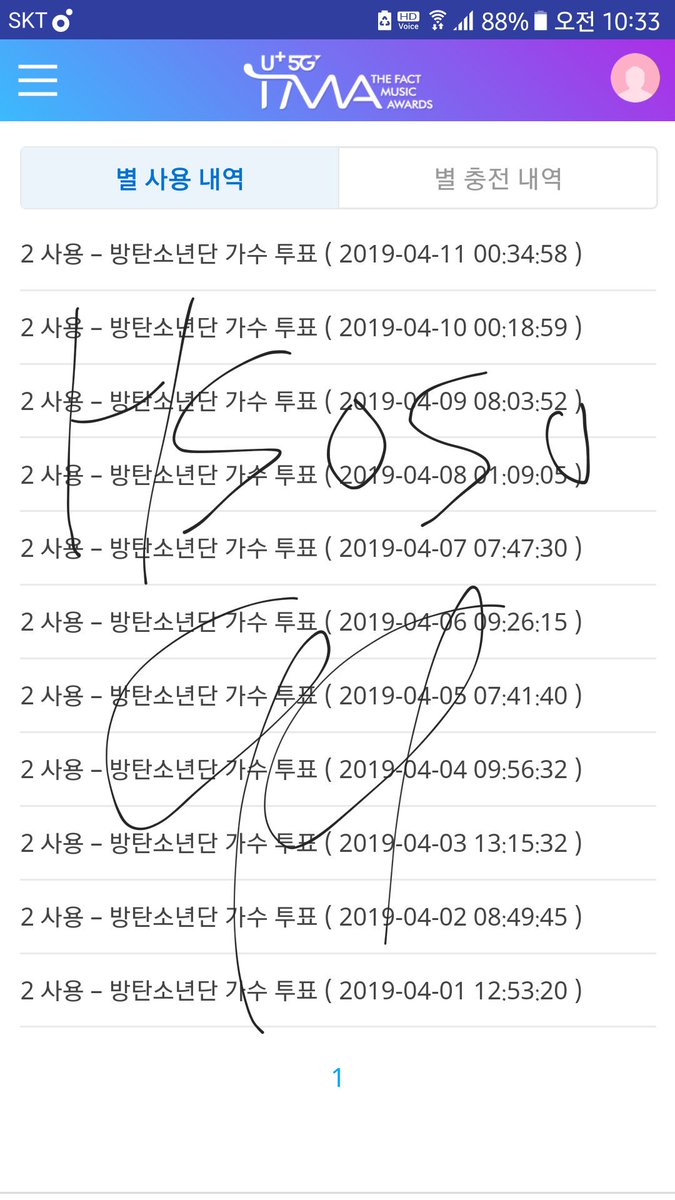 SKT HD Voice 88% 오전 10:33
U+5G
TMA THE FACT MUSIC AWARDS
별 사용 내역 별 충전 내역
2 사용 – 방탄소년단 가수 투표 ( 2019-04-11 00:34:58 )
2 사용 – 방탄소년단 가수 투표 ( 2019-04-10 00:18:59 )
2 사용 – 방탄소년단 가수 투표 ( 2019-04-09 08:03:52 )
2 사용 – 방탄소년단 가수 투표 ( 2019-04-08 01:09:05 )
2 사용 – 방탄소년단 가수 투표 ( 2019-04-07 07:47:30 )
2 사용 – 방탄소년단 가수 투표 ( 2019-04-06 09:26:15 )
2 사용 – 방탄소년단 가수 투표 ( 2019-04-05 07:41:40 )
2 사용 – 방탄소년단 가수 투표 ( 2019-04-04 09:56:32 )
2 사용 – 방탄소년단 가수 투표 ( 2019-04-03 13:15:32 )
2 사용 – 방탄소년단 가수 투표 ( 2019-04-02 08:49:45 )
2 사용 – 방탄소년단 가수 투표 ( 2019-04-01 12:53:20 )
1